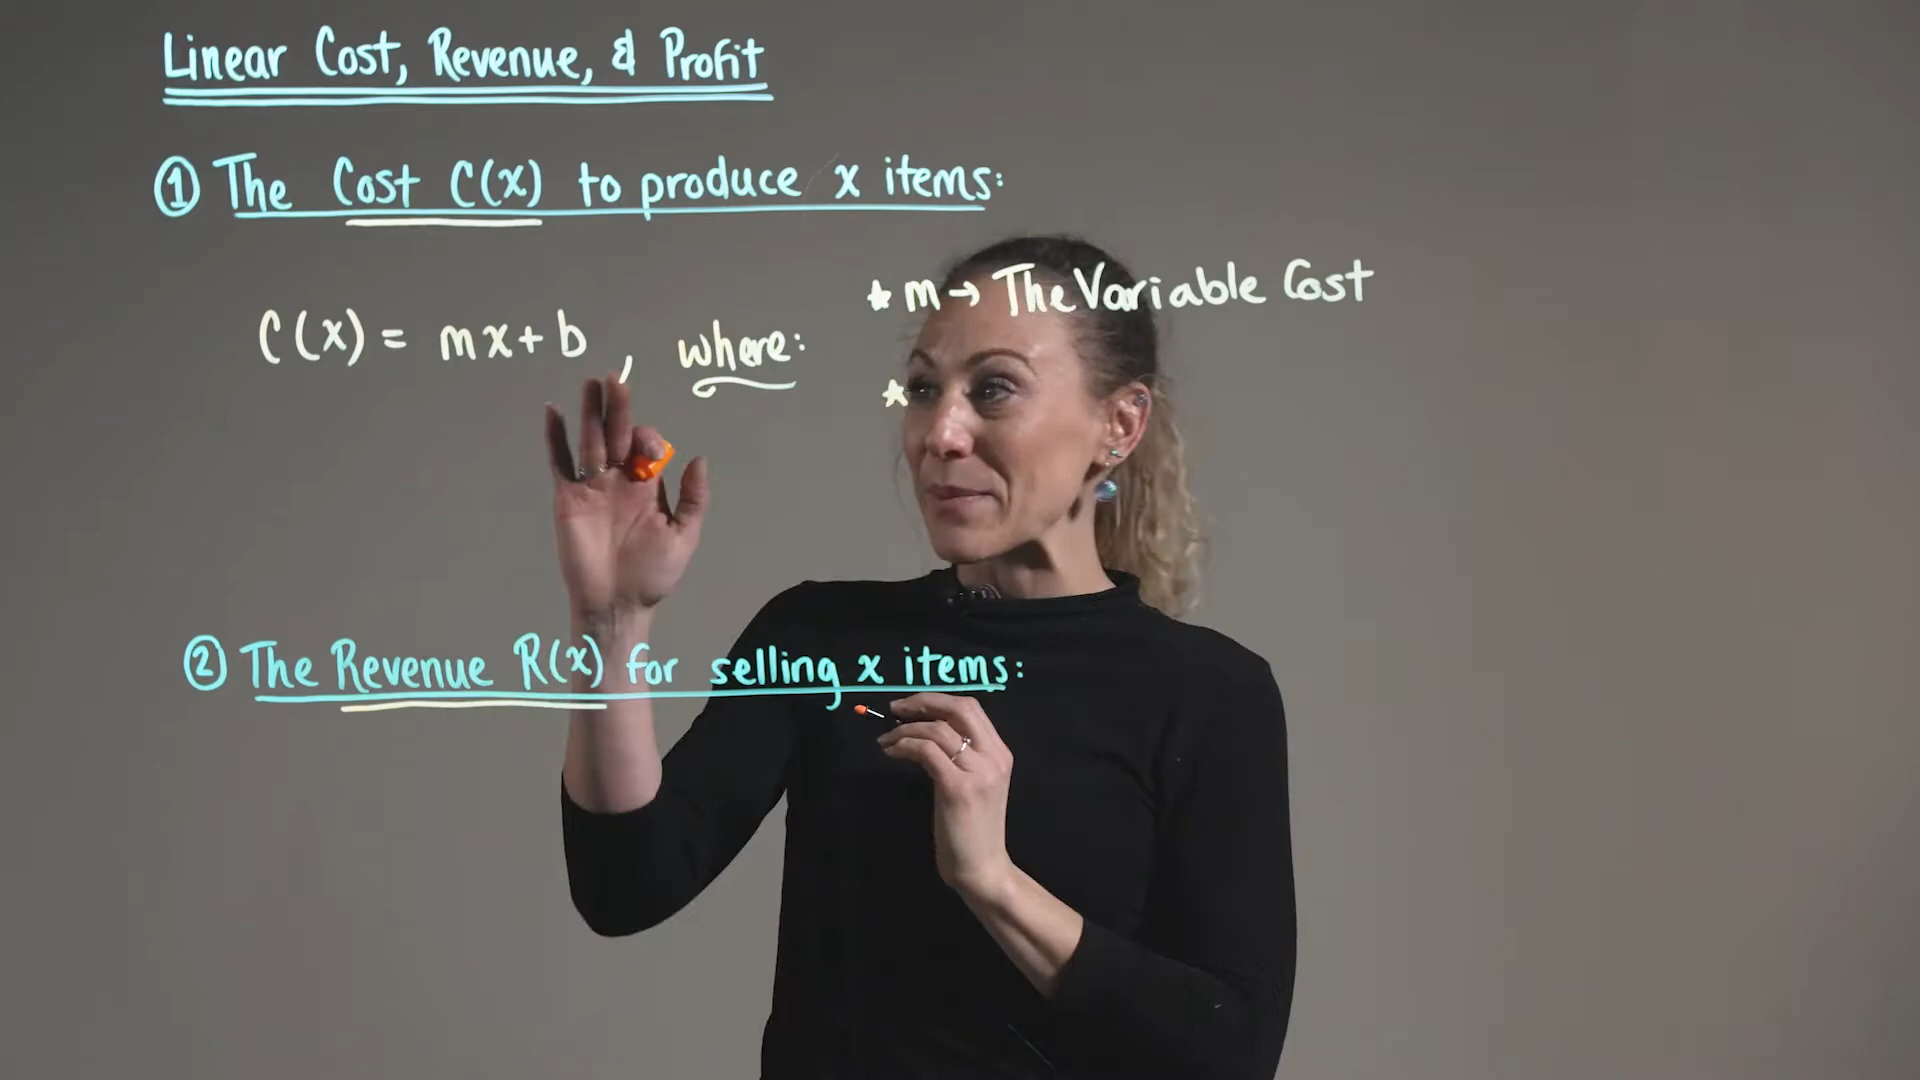 Linear Cost, Revenue, & Profit
① The Cost C(x) to produce x items:
C(x) = mx+b, where:
★ m → The Variable Cost
★
② The Revenue R(x) for selling x items: